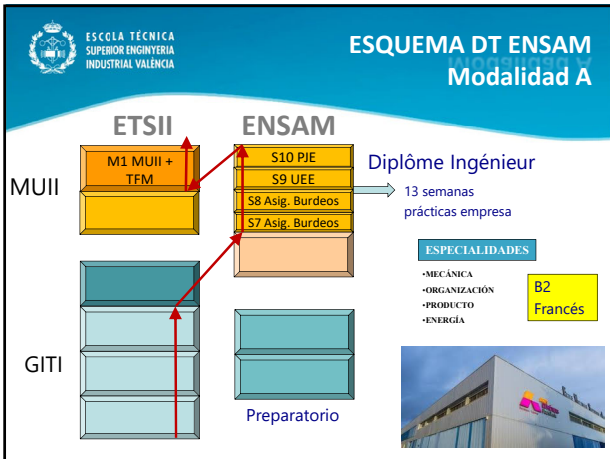 ESCOLA TÉCNICA
SUPERIOR ENGINYERIA
INDUSTRIAL VALÈNCIA
ESQUEMA DT ENSAM
Modalidad A
ETSII
ENSAM
MUII
M1 MUII +
TFM
S10 PJE
S9 UEE
S8 Asig. Burdeos
S7 Asig. Burdeos
Diplôme Ingénieur
13 semanas
prácticas empresa
ESPECIALIDADES
•MECÁNICA
•ORGANIZACIÓN
•PRODUCTO
•ENERGÍA
B2
Francés
GITI
Preparatorio